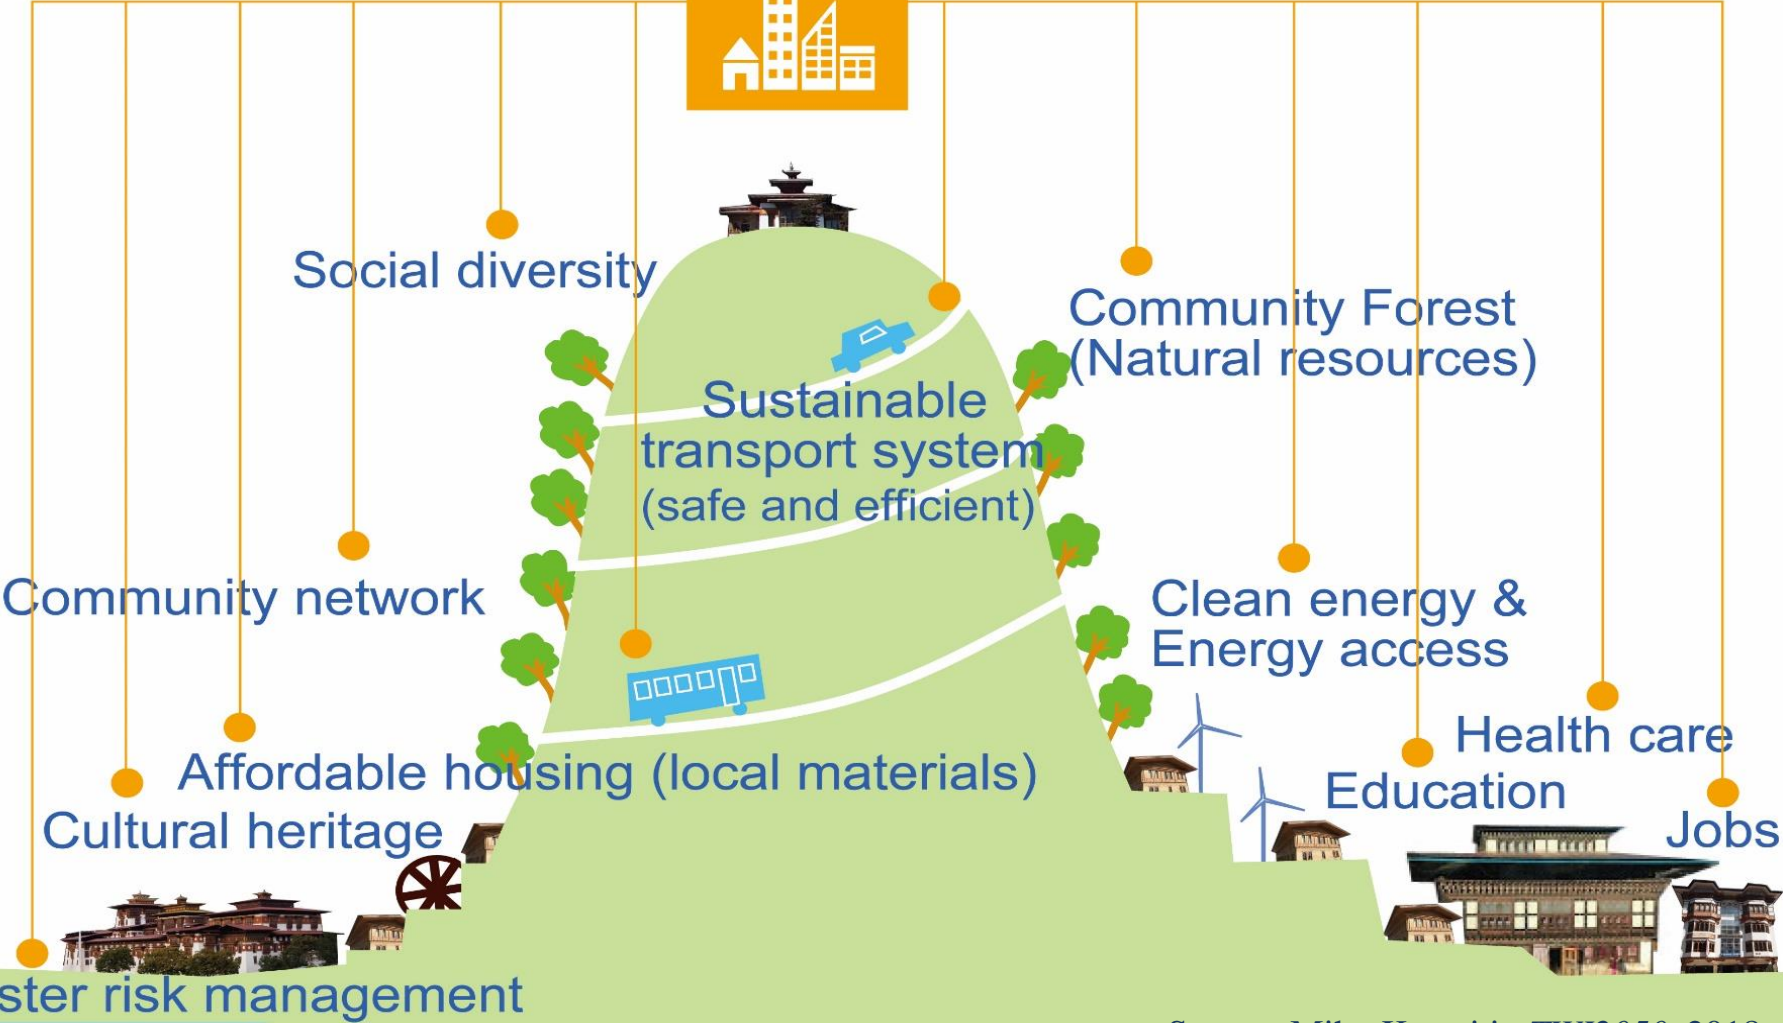 Social diversity
Community Forest
(Natural resources)
Sustainable
transport system
(safe and efficient)
Community network
Clean energy &
Energy access
Health care
Affordable housing (local materials)
Education
Cultural heritage
Jobs
ster risk management